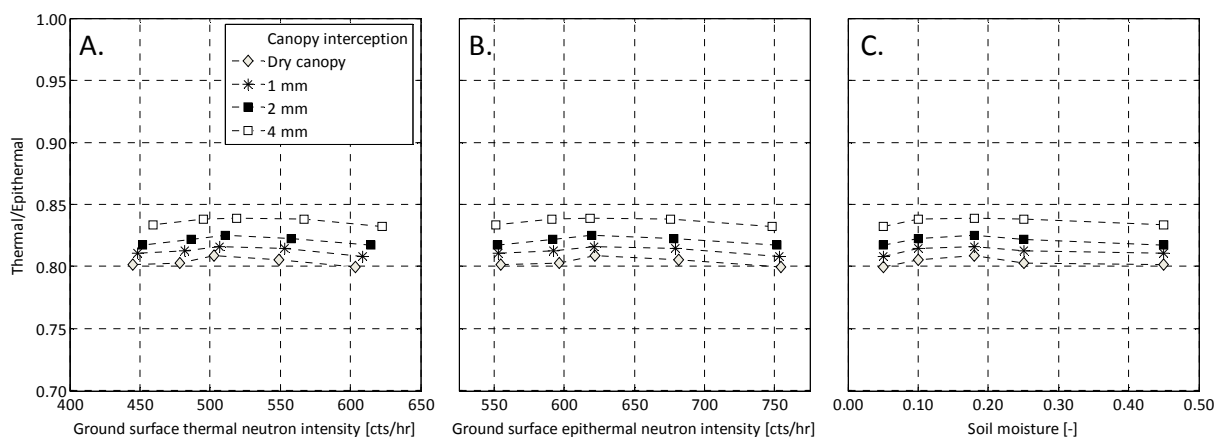 1.00
0.95
0.90
0.85
0.80
0.75
0.70
Thermal/Epithermal
A.
Canopy interception
Dry canopy
1 mm
2 mm
4 mm
400 450 500 550 600 650
Ground surface thermal neutron intensity [cts/hr]
B.
550 600 650 700 750
Ground surface epithermal neutron intensity [cts/hr]
C.
0.00 0.10 0.20 0.30 0.40 0.50
Soil moisture [-]